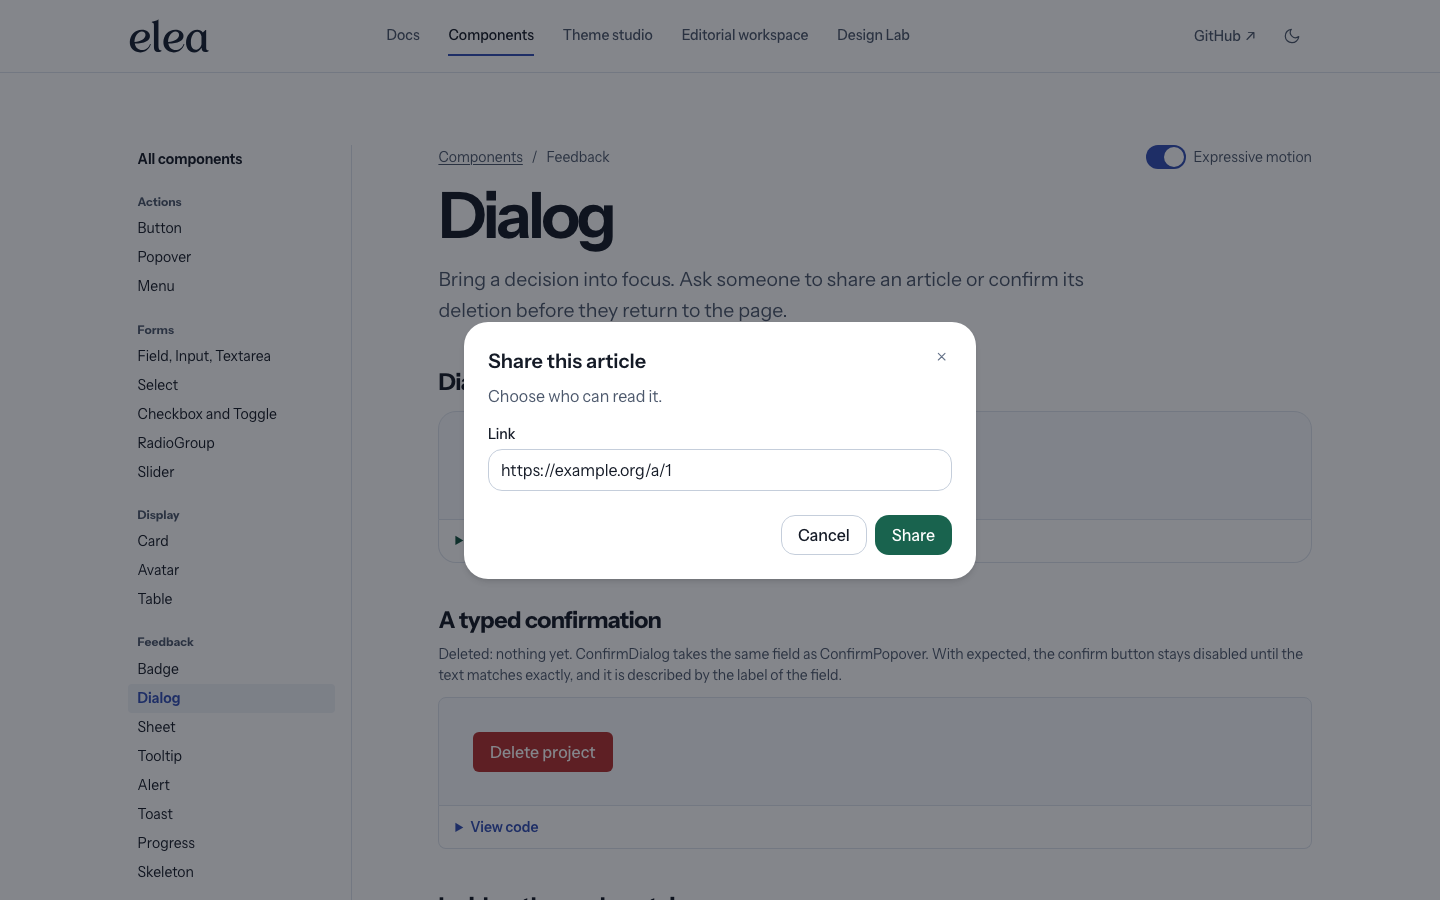 elea
Docs
Components
Theme studio
Editorial workspace
Design Lab
GitHub ↗
All components
Actions
Button
Popover
Menu
Forms
Field, Input, Textarea
Select
Checkbox and Toggle
RadioGroup
Slider
Display
Card
Avatar
Table
Feedback
Badge
Dialog
Sheet
Tooltip
Alert
Toast
Progress
Skeleton
Components / Feedback
Expressive motion
Dialog
Bring a decision into focus. Ask someone to share an article or confirm its
deletion before they return to the page.
Share this article
×
Choose who can read it.
Link
https://example.org/a/1
Cancel
Share
A typed confirmation
Deleted: nothing yet. ConfirmDialog takes the same field as ConfirmPopover. With expected, the confirm button stays disabled until the
text matches exactly, and it is described by the label of the field.
Delete project
View code